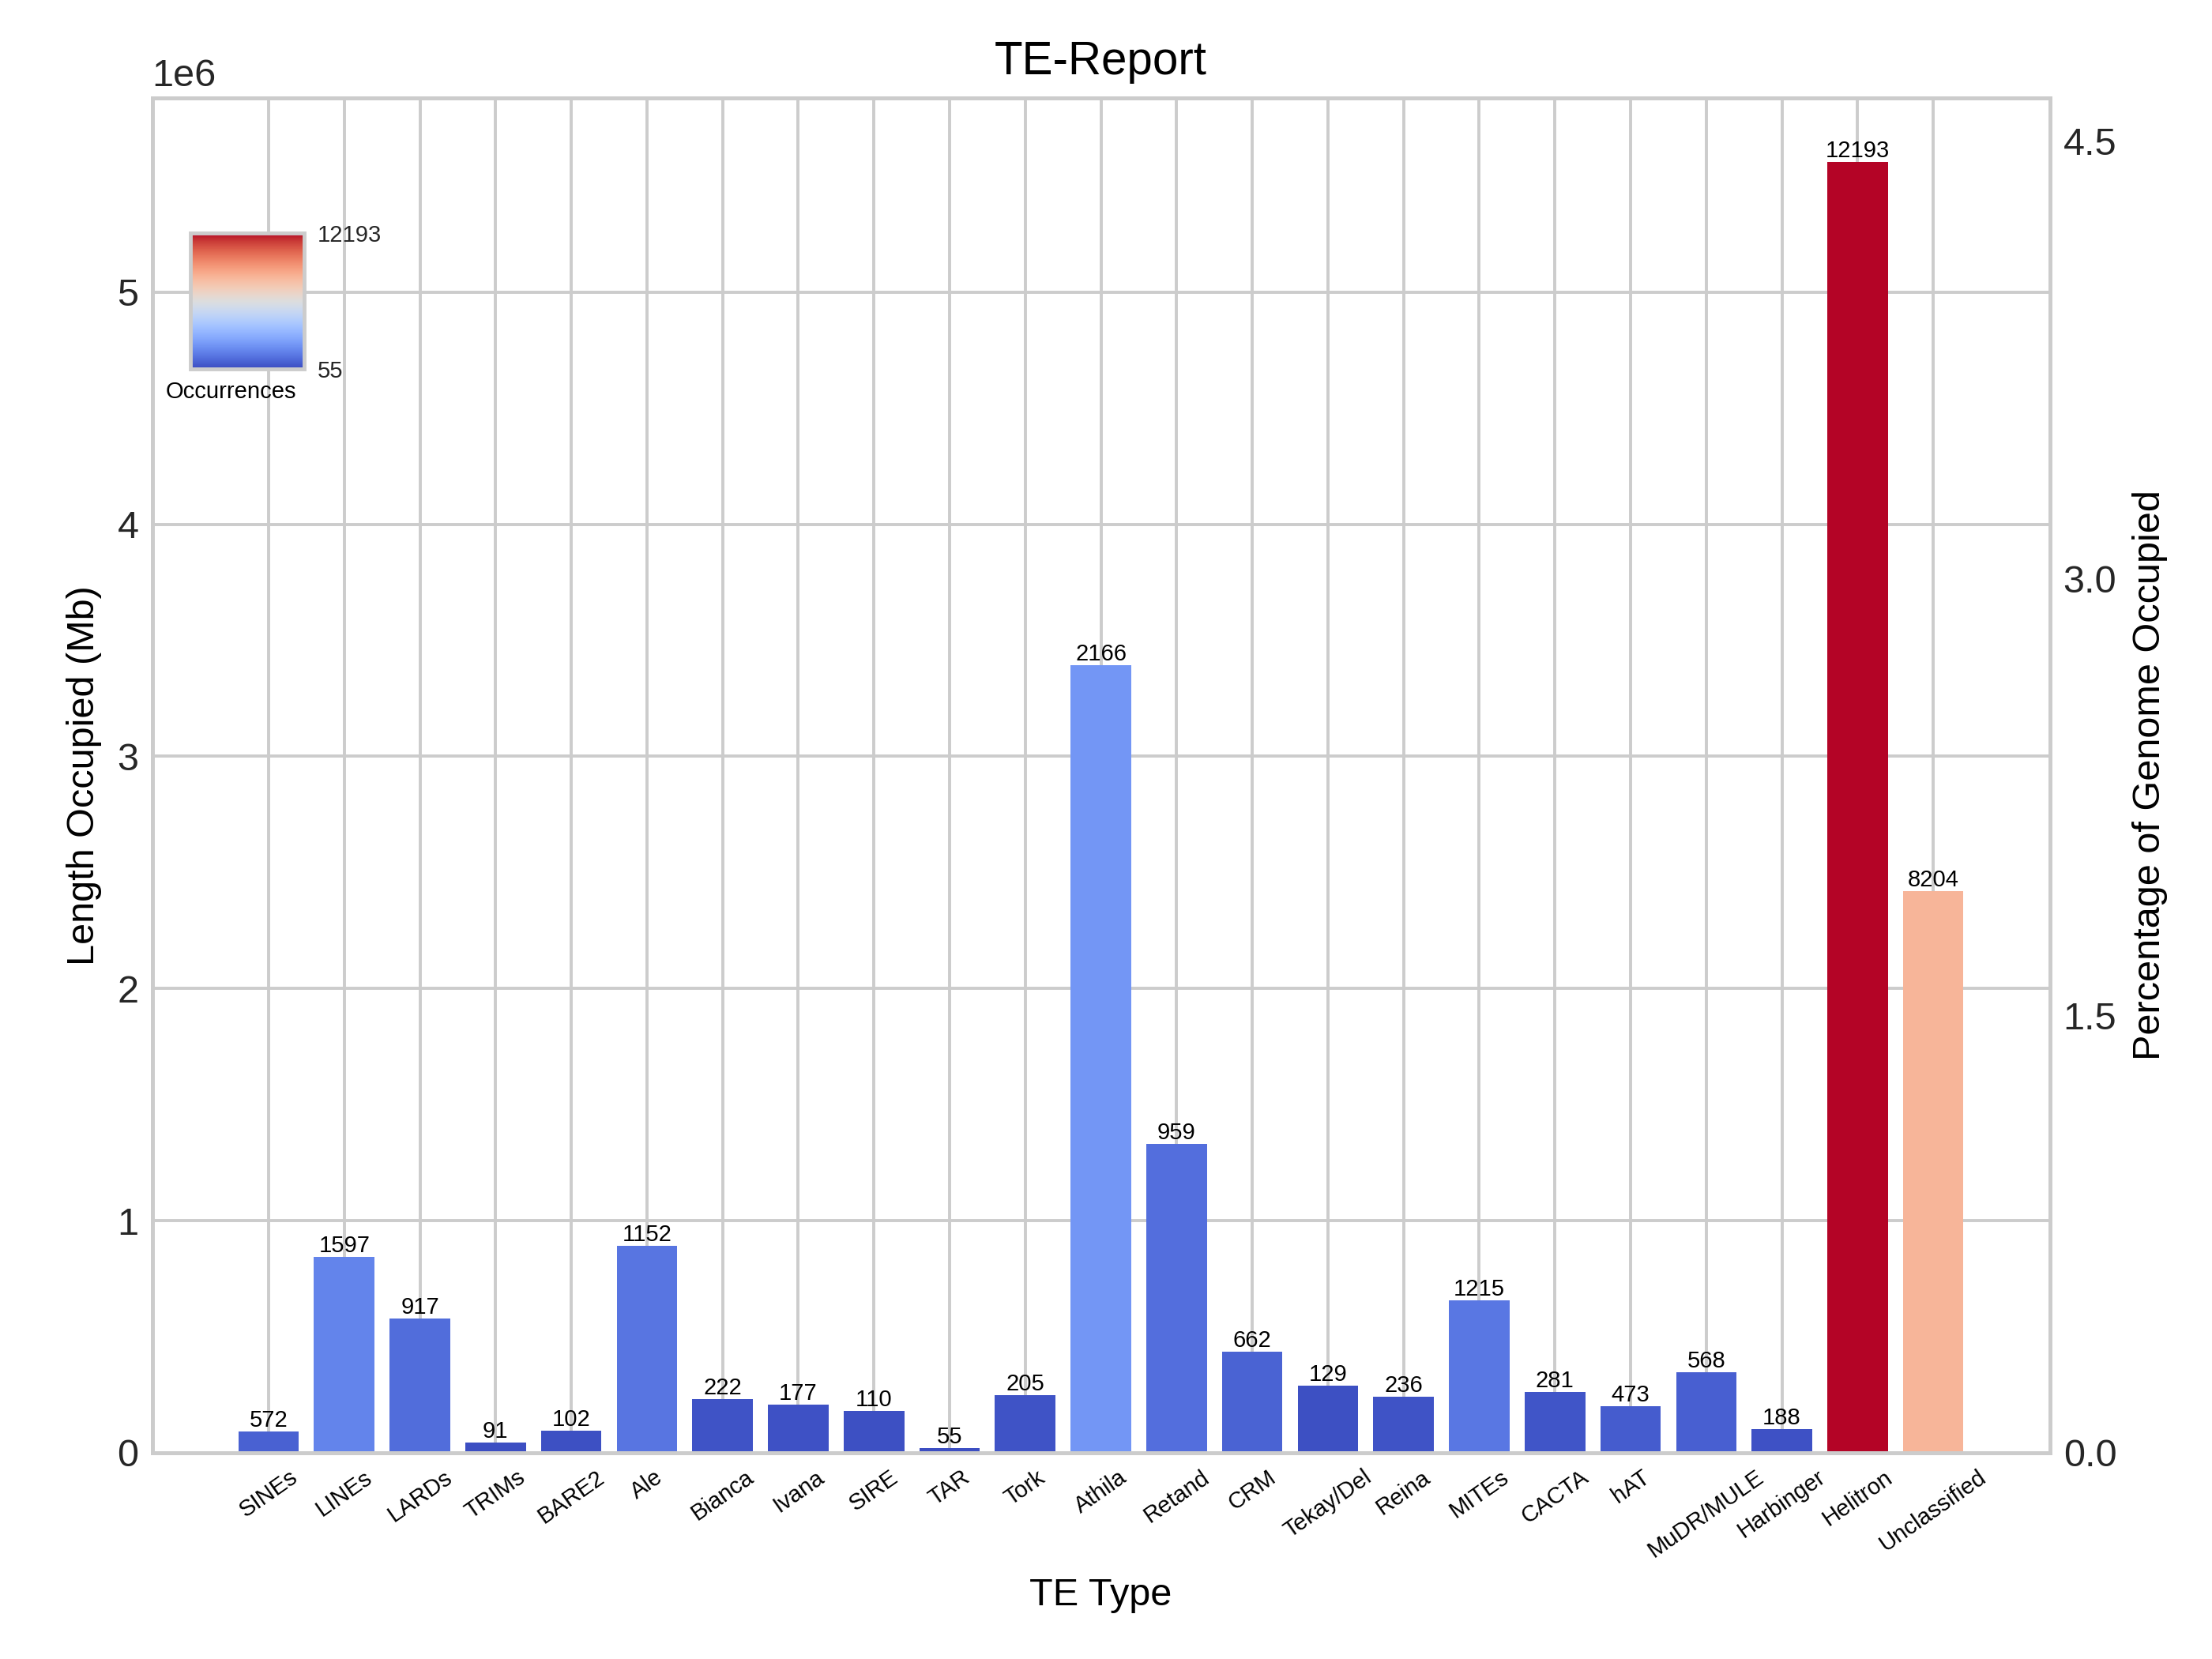 TE-Report
1e6
5
4
3
2
1
0
Length Occupied (Mb)
12193
55
Occurrences
572
1597
917
91
102
1152
222
177
110
55
205
2166
959
662
129
236
1215
281
473
568
188
12193
8204
4.5
3.0
1.5
0.0
Percentage of Genome Occupied
SINEs
LINEs
LARDs
TRIMs
BARE2
Ale
Bianca
Ivana
SIRE
TAR
Tork
Athila
Retand
CRM
Tekay/Del
Reina
MITEs
CACTA
hAT
MuDR/MULE
Harbinger
Helitron
Unclassified
TE Type